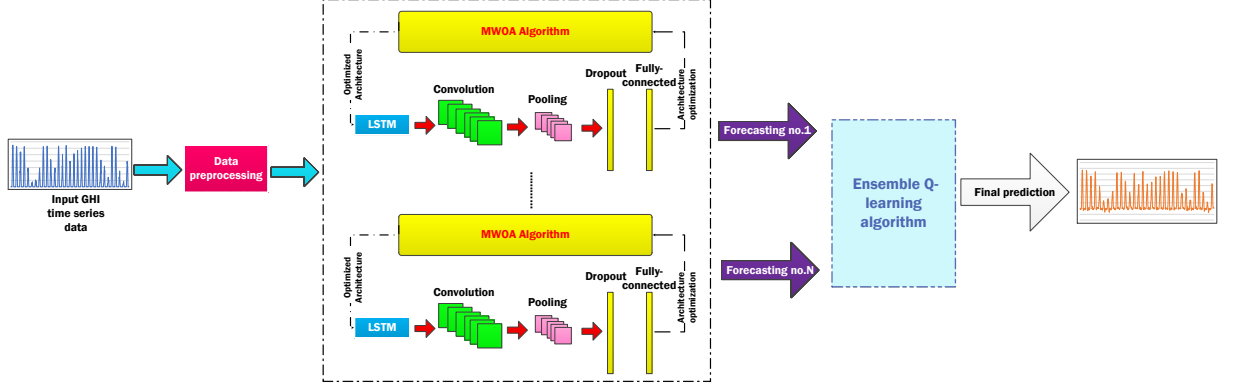 Input GHI
time series
data
Data
preprocessing
MWOA Algorithm
Optimized
Architecture
LSTM
Convolution
Pooling
Dropout
Fully-
connected
Architecture
optimization
MWOA Algorithm
Optimized
Architecture
LSTM
Convolution
Pooling
Dropout
Fully-
connected
Architecture
optimization
Forecasting no.1
Forecasting no.N
Ensemble Q-
learning
algorithm
Final prediction